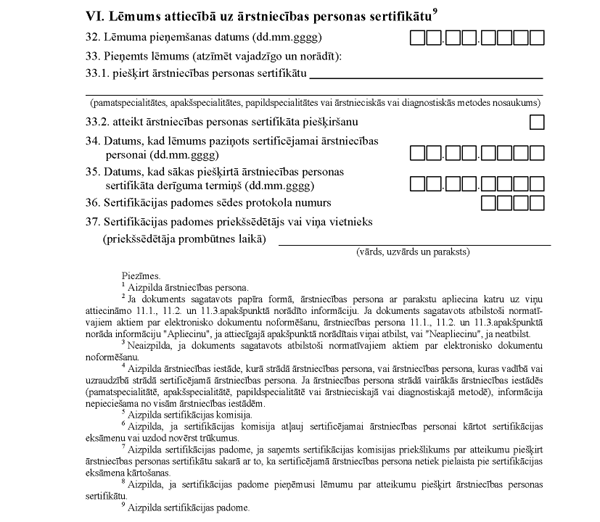 VI. Lēmums attiecībā uz ārstniecības personas sertifikātu⁹
32. Lēmuma pieņemšanas datums (dd.mm.gggg)
33. Pieņemts lēmums (atzīmēt vajadzīgo un norādīt):
33.1. piešķirt ārstniecības personas sertifikātu
(pamatspecialitātes, apakšspecialitātes, papildspecialitātes vai ārstnieciskās vai diagnostiskās metodes nosaukums)
33.2. atteikt ārstniecības personas sertifikāta piešķiršanu
34. Datums, kad lēmums paziņots sertificējamai ārstniecības
personai (dd.mm.gggg)
35. Datums, kad sākas piešķirtā ārstniecības personas
sertifikāta derīguma termiņš (dd.mm.gggg)
36. Sertifikācijas padomes sēdes protokola numurs
37. Sertifikācijas padomes priekšsēdētājs vai viņa vietnieks
(priekšsēdētāja prombūtnes laikā)
(vārds, uzvārds un paraksts)
Piezīmes.
¹ Aizpilda ārstniecības persona.
² Ja dokuments sagatavots papīra formā, ārstniecības persona ar parakstu apliecina katru uz viņu
attiecināmo 11.1., 11.2. un 11.3.apakšpunktā norādīto informāciju. Ja dokuments sagatavots atbilstoši normatī-
vajiem aktiem par elektronisko dokumentu noformēšanu, ārstniecības persona 11.1., 11.2. un 11.3.apakšpunktā
norāda informāciju "Apliecinu", ja attiecīgajā apakšpunktā norādītais viņai atbilst, vai "Neapliecinu", ja neatbilst.
³ Neaizpilda, ja dokuments sagatavots atbilstoši normatīvajiem aktiem par elektronisko dokumentu
noformēšanu.
⁴ Aizpilda ārstniecības iestāde, kurā strādā ārstniecības persona, vai ārstniecības persona, kuras vadībā vai
uzraudzībā strādā sertificējamā ārstniecības persona. Ja ārstniecības persona strādā vairākās ārstniecības iestādēs
(pamatspecialitātē, apakšspecialitātē, papildspecialitātē vai ārstnieciskajā vai diagnostiskajā metodē), informācija
nepieciešama no visām ārstniecības iestādēm.
⁵ Aizpilda sertifikācijas komisija.
⁶ Aizpilda, ja sertifikācijas komisija atļauj sertificējamai ārstniecības personai kārtot sertifikācijas
eksāmenu vai uzdod novērst trūkumus.
⁷ Aizpilda sertifikācijas padome, ja saņemts sertifikācijas komisijas priekšlikums par atteikumu piešķirt
ārstniecības personas sertifikātu sakarā ar to, ka sertificējamā ārstniecības persona netiek pielaista pie sertifikācijas
eksāmena kārtošanas.
⁸ Aizpilda, ja sertifikācijas padome pieņēmusi lēmumu par atteikumu piešķirt ārstniecības personas
sertifikātu.
⁹ Aizpilda sertifikācijas padome.